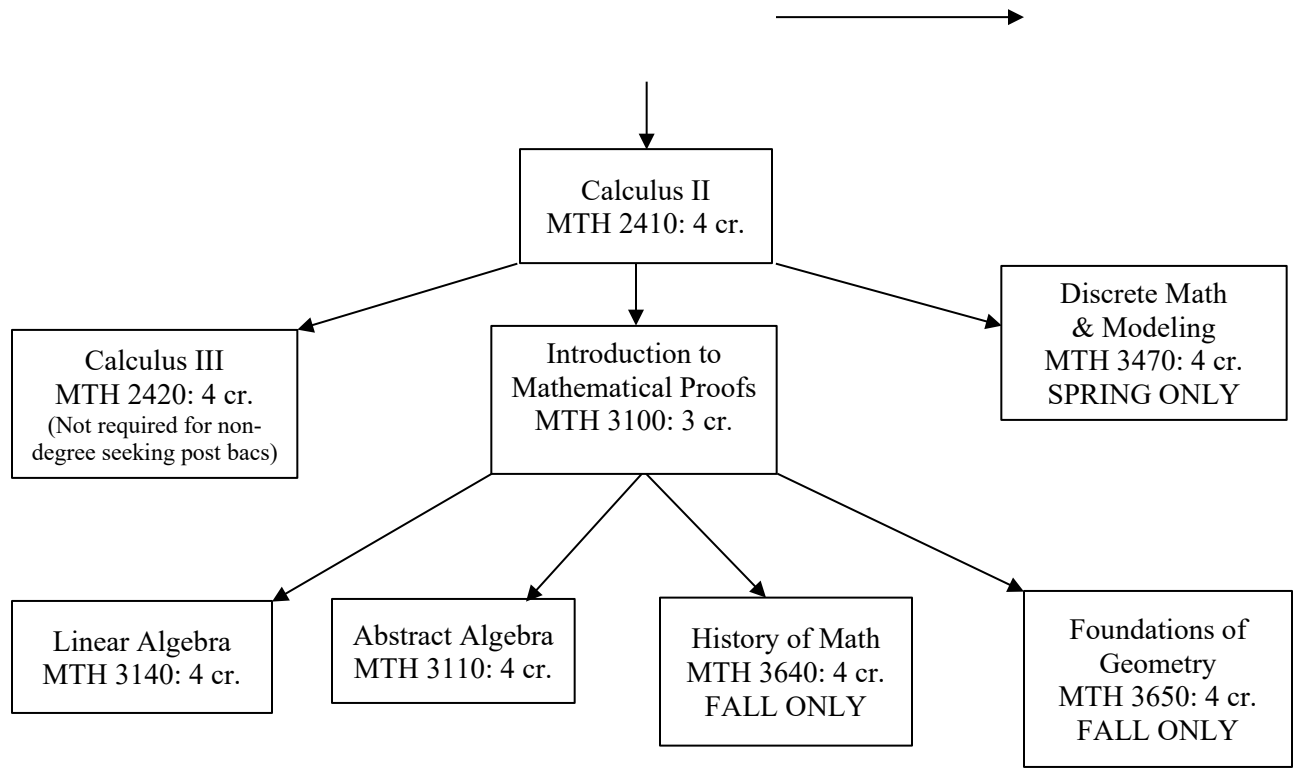 Calculus II
MTH 2410: 4 cr.
Discrete Math
& Modeling
MTH 3470: 4 cr.
SPRING ONLY
Calculus III
MTH 2420: 4 cr.
(Not required for non-
degree seeking post bacs)
Introduction to
Mathematical Proofs
MTH 3100: 3 cr.
Linear Algebra
MTH 3140: 4 cr.
Abstract Algebra
MTH 3110: 4 cr.
History of Math
MTH 3640: 4 cr.
FALL ONLY
Foundations of
Geometry
MTH 3650: 4 cr.
FALL ONLY